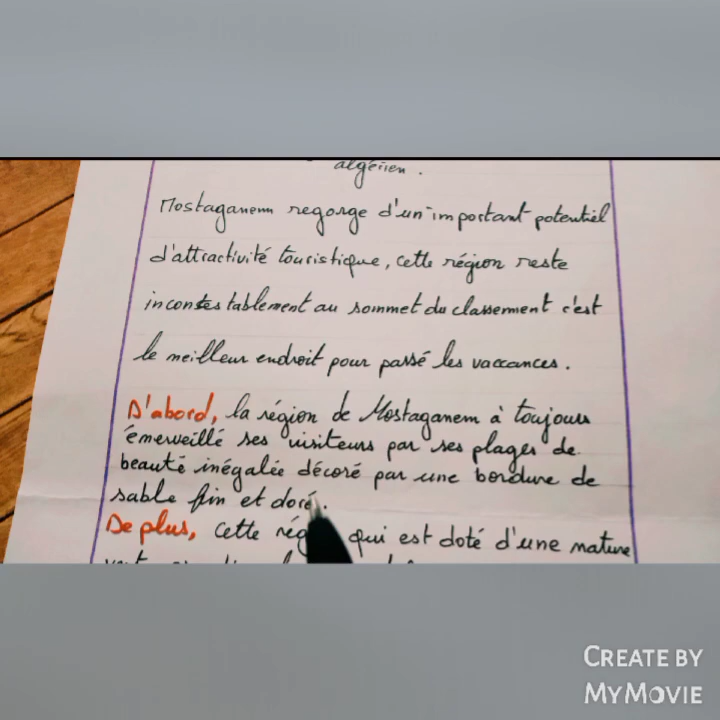 algérien .
Mostaganem regorge d'un important potentiel
d'attractivité touristique, cette région reste
incontestablement au sommet du classement c'est
le meilleur endroit pour passé les vaccances .
D'abord, la région de Mostaganem à toujours
émerveillé ses visiteurs par ses plages de
beauté inégalée décoré par une bordure de
sable fin et doré.
De plus, cette rég qui est doté d'une nature
CREATE BY
MYMOVIE